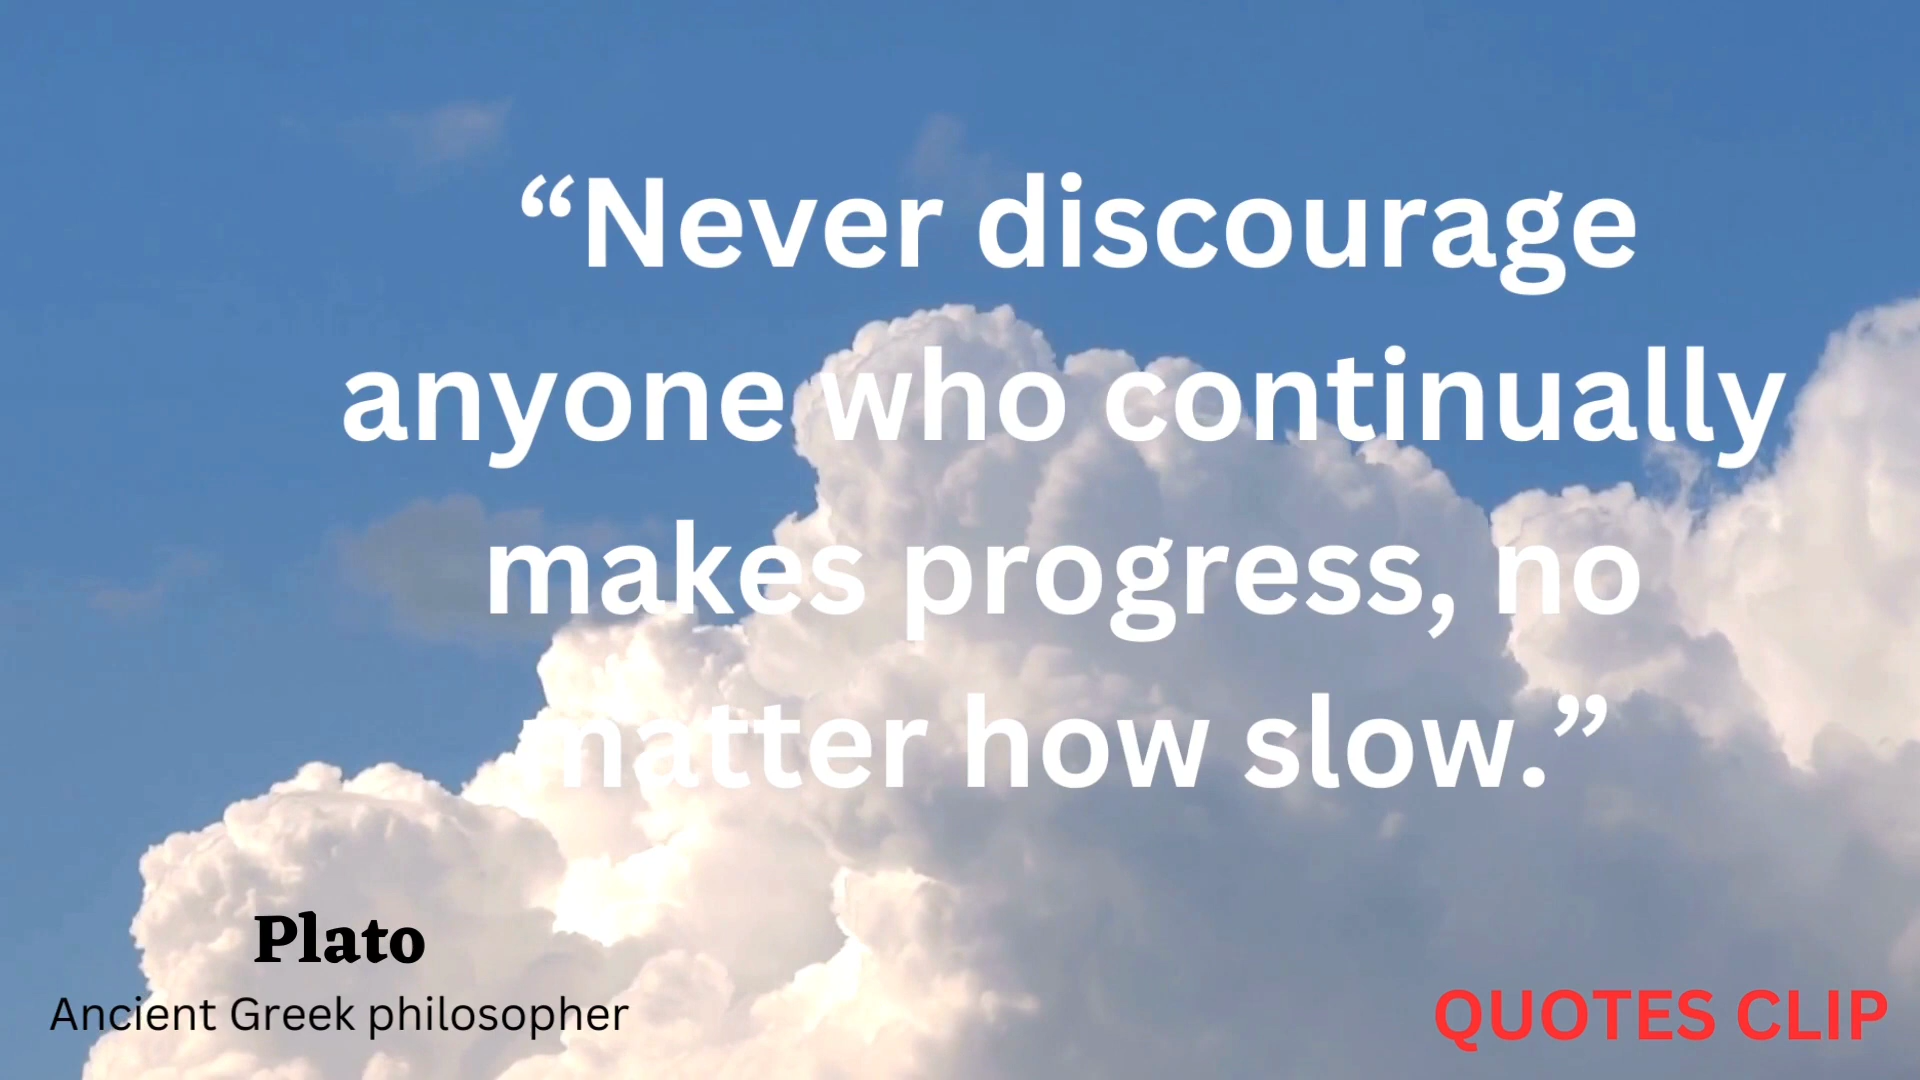 “Never discourage
anyone who continually
makes progress, no
matter how slow.”
Plato
Ancient Greek philosopher
QUOTES CLIP